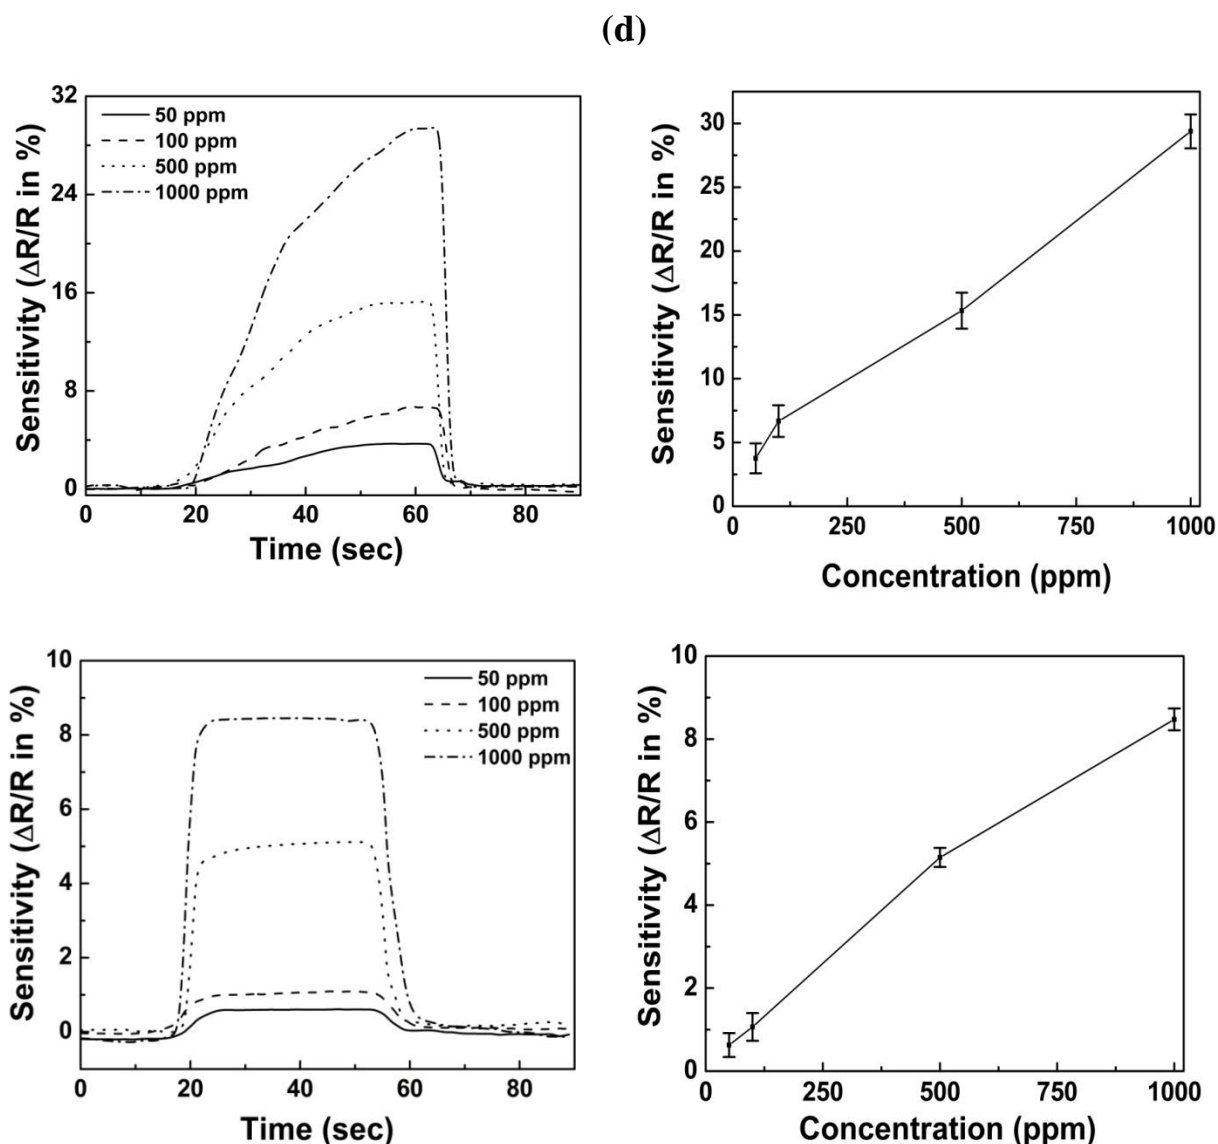 (d)
32
24
16
8
0
Sensitivity (ΔR/R in %)
50 ppm
100 ppm
500 ppm
1000 ppm
0 20 40 60 80
Time (sec)
30
25
20
15
10
5
0
Sensitivity (ΔR/R in %)
0 250 500 750 1000
Concentration (ppm)
10
8
6
4
2
0
Sensitivity (ΔR/R in %)
50 ppm
100 ppm
500 ppm
1000 ppm
0 20 40 60 80
Time (sec)
10
8
6
4
2
0
Sensitivity (ΔR/R in %)
0 250 500 750 1000
Concentration (ppm)